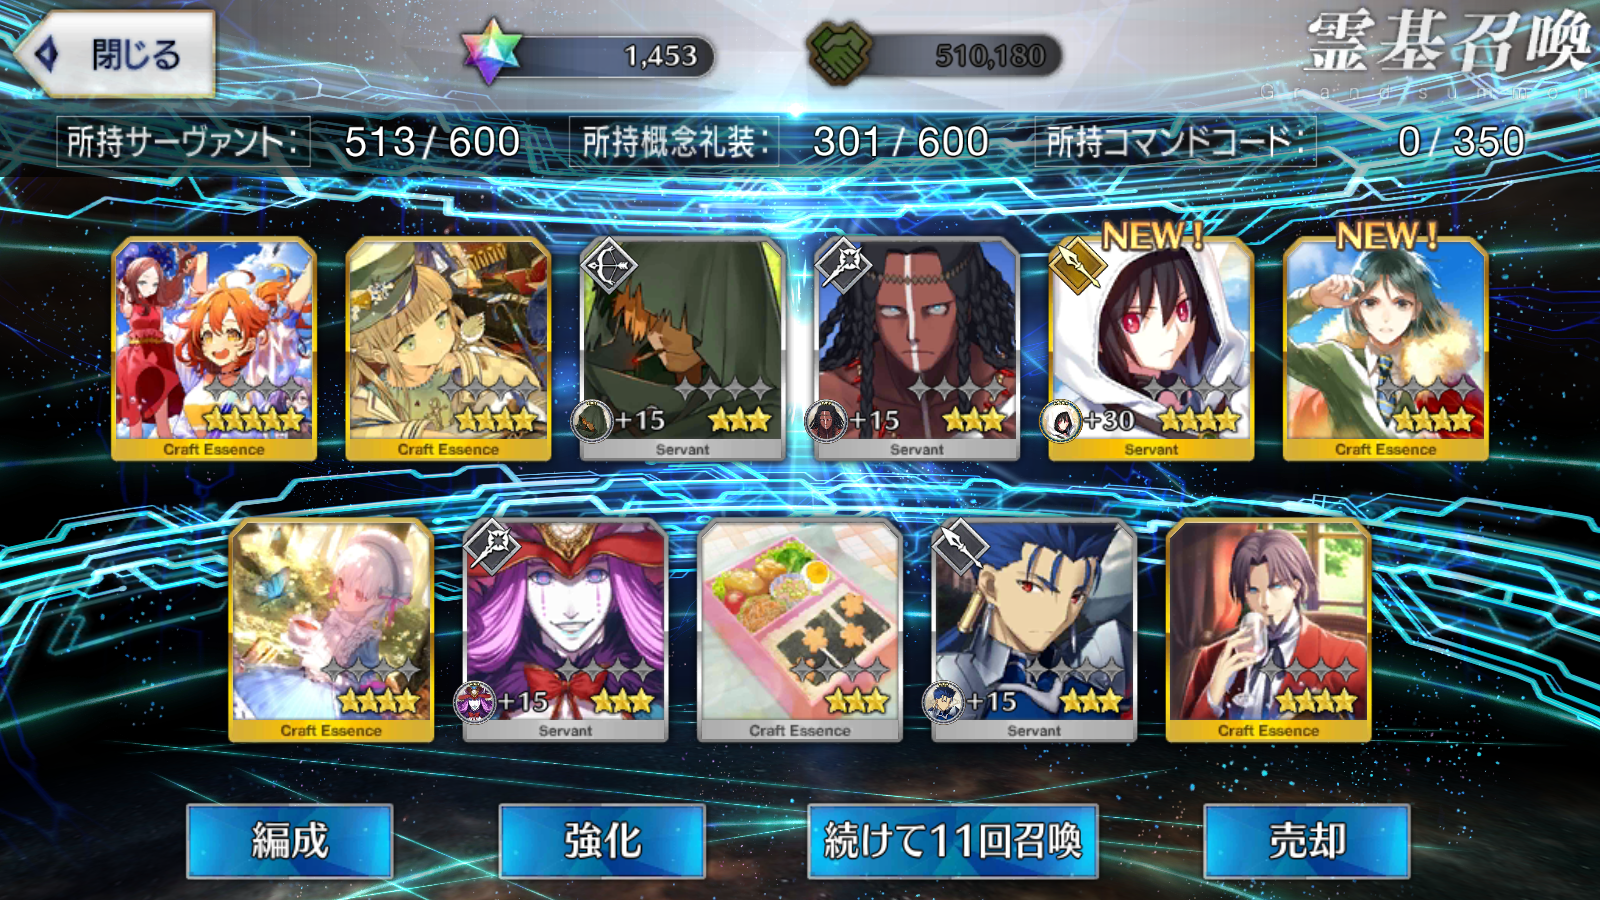 閉じる
1,453
510,180
霊基召喚
Grand summon
所持サーヴァント: 513/600
所持概念礼装: 301/600
所持コマンドコード: 0/350
NEW!
NEW!
+15
+15
+30
Craft Essence
Craft Essence
Servant
Servant
Servant
Craft Essence
+15
+15
Craft Essence
Servant
Craft Essence
Servant
Craft Essence
編成
強化
続けて11回召喚
売却